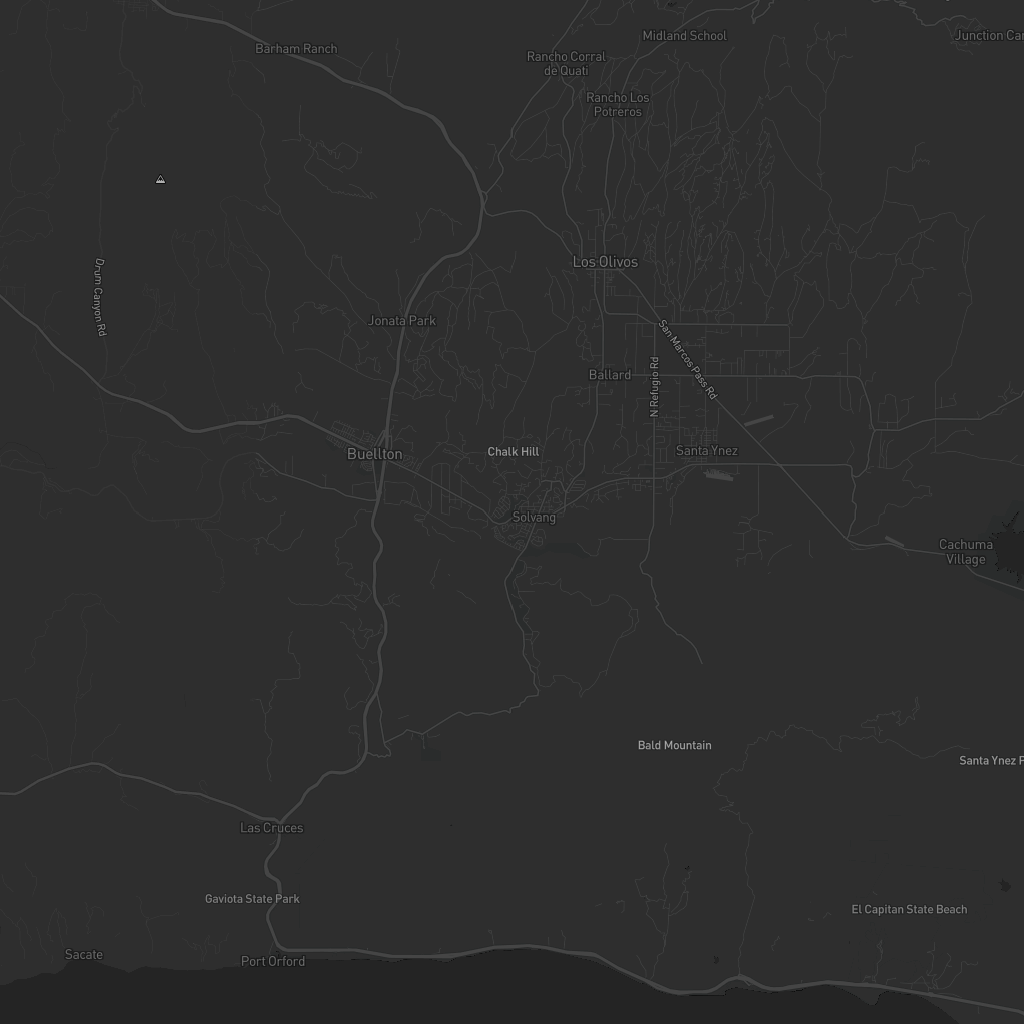 Midland School
Junction Ca
Barham Ranch
Rancho Corral
de Quati
Rancho Los
Potreros
Drum Canyon Rd
Los Olivos
Jonata Park
San Marcos Pass Rd
Ballard
N Refugio Rd
Buellton
Chalk Hill
Santa Ynez
Solvang
Cachuma
Village
Bald Mountain
Santa Ynez P
Las Cruces
Gaviota State Park
El Capitan State Beach
Sacate
Port Orford